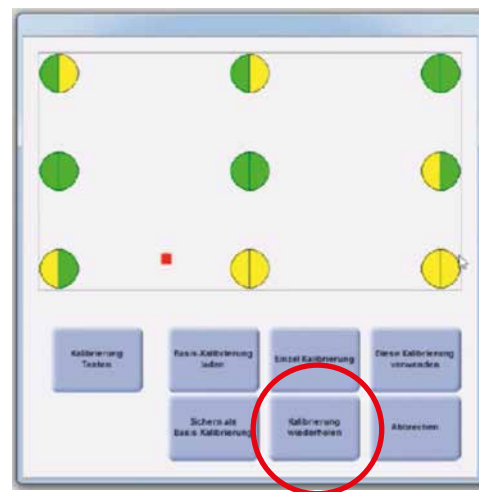 Kalibrierung
Testen
Basis-Kalibrierung
laden
Einzel Kalibrierung
Diese Kalibrierung
verwenden
Sichern als
Basis Kalibrierung
Kalibrierung
wiederholen
Abbrechen